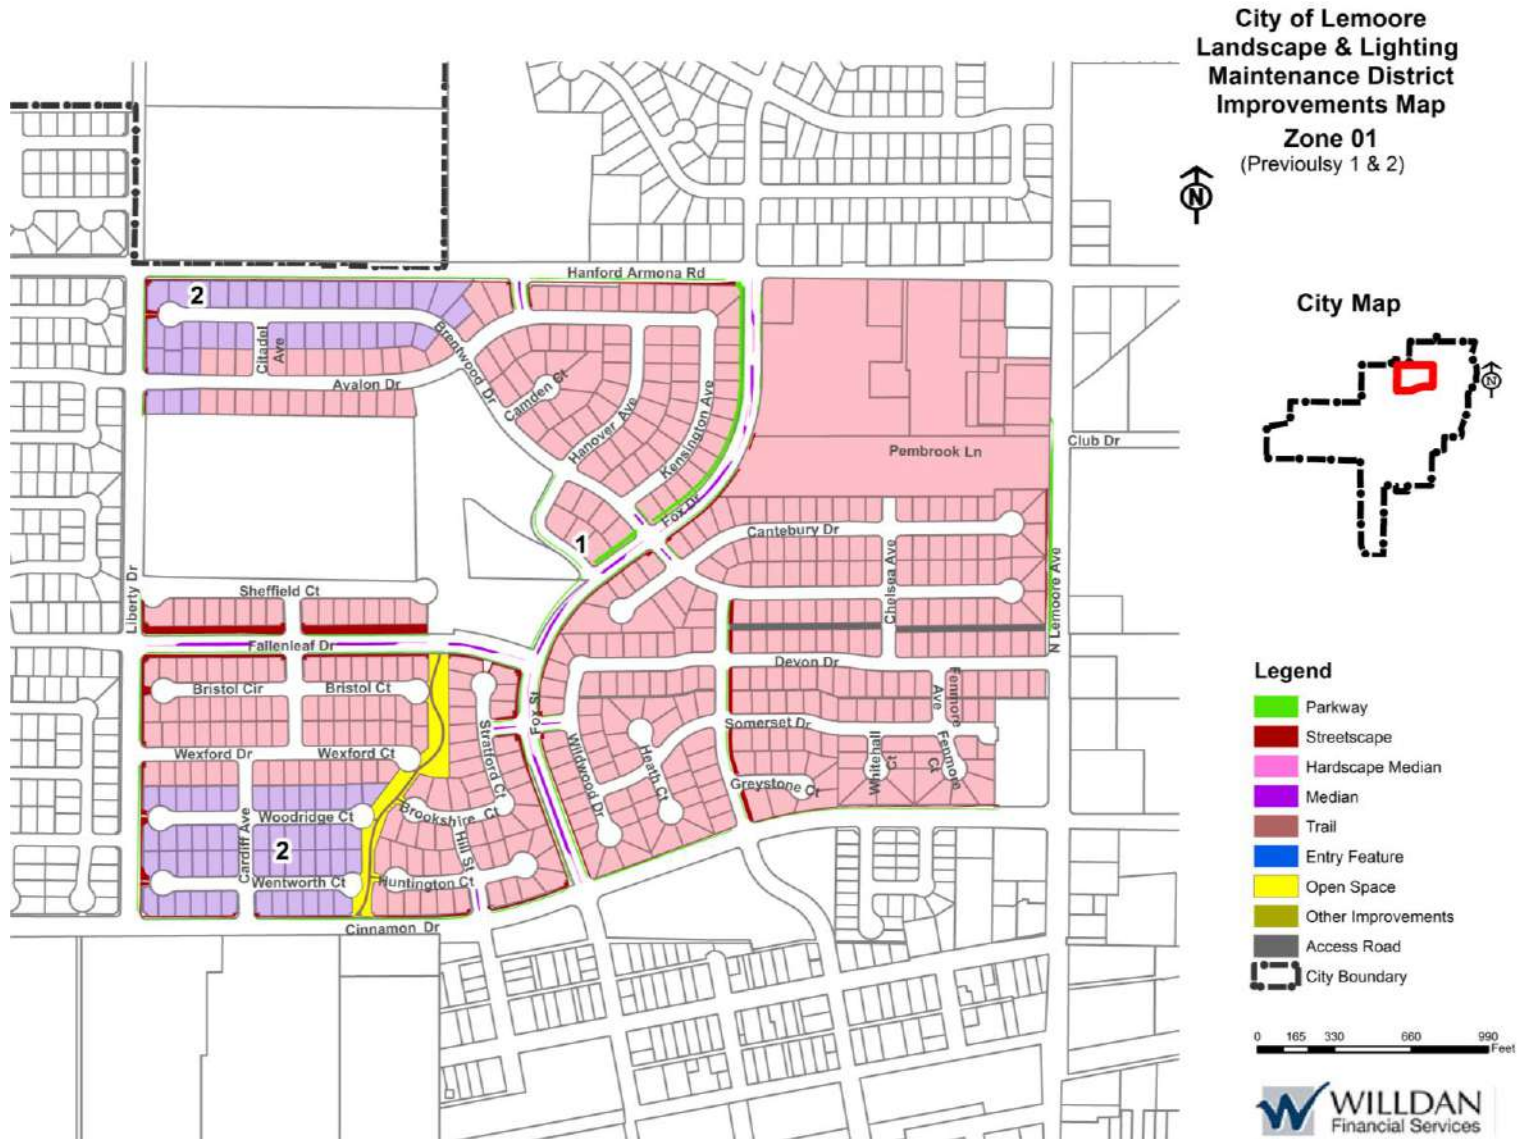 City of Lemoore
Landscape & Lighting
Maintenance District
Improvements Map
Zone 01
(Previoulsy 1 & 2)
N
City Map
N
Hanford Armona Rd
2
Citadel Ave
Brentwood Dr
Avalon Dr
Camden Ct
Hanover Ave
Kensington Ave
Fox Dr
Pembrook Ln
Club Dr
1
Cantebury Dr
Chelsea Ave
N Lemoore Ave
Liberty Dr
Sheffield Ct
Fallenleaf Dr
Devon Dr
Bristol Cir
Bristol Ct
Fenmore Ave
Fox St
Stratford Ct
Somerset Dr
Wexford Dr
Wexford Ct
Wildwood Dr
Heath Ct
Whitehall Ct
Fenmore Ct
Greystone Ct
Cardiff Ave
Woodridge Ct
Brookshire Ct
Hill St
2
Wentworth Ct
Huntington Ct
Cinnamon Dr
Legend
Parkway
Streetscape
Hardscape Median
Median
Trail
Entry Feature
Open Space
Other Improvements
Access Road
City Boundary
0 165 330 660 990
Feet
W WILLDAN
Financial Services